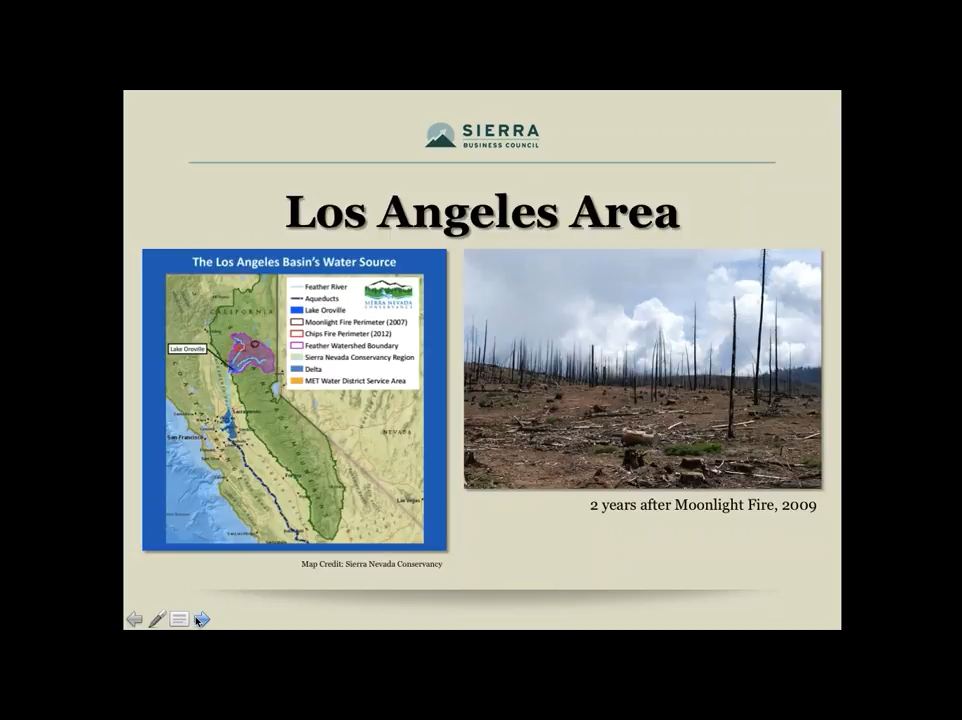 SIERRA
BUSINESS COUNCIL
Los Angeles Area
The Los Angeles Basin's Water Source
Feather River
Aqueducts
Lake Oroville
Moonlight Fire Perimeter (2007)
Chips Fire Perimeter (2012)
Feather Watershed Boundary
Sierra Nevada Conservancy Region
Delta
MET Water District Service Area
SIERRA NEVADA
CONSERVANCY
CALIFORNIA
Lake Oroville
Sacramento
San Francisco
NEVADA
Las Vegas
2 years after Moonlight Fire, 2009
Map Credit: Sierra Nevada Conservancy